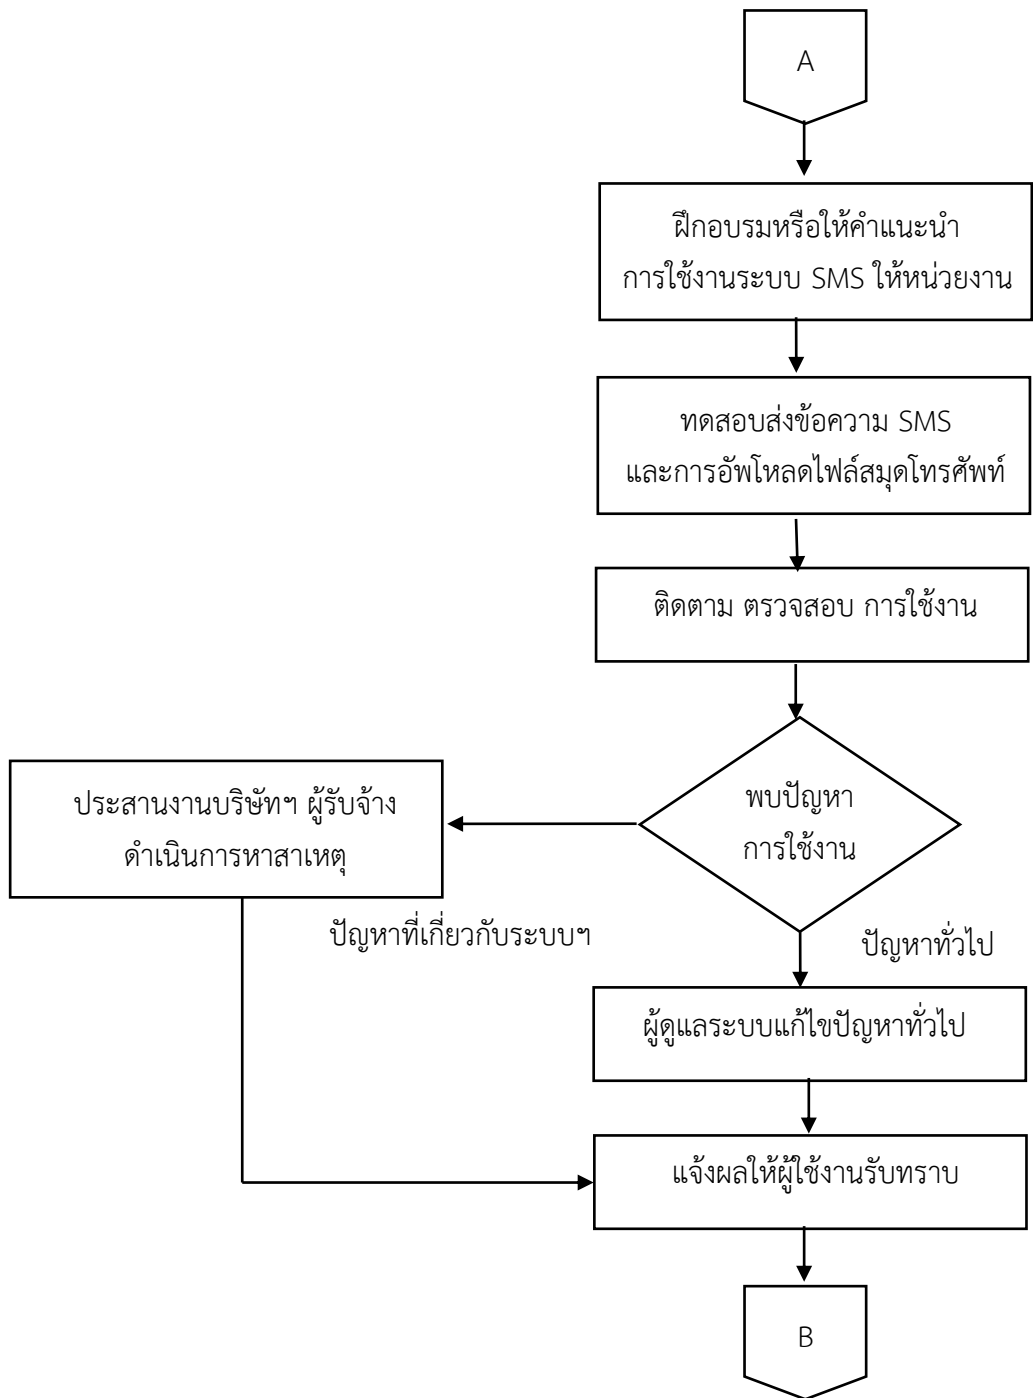 A
ฝึกอบรมหรือให้คำแนะนำ
การใช้งานระบบ SMS ให้หน่วยงาน
ทดสอบส่งข้อความ SMS
และการอัพโหลดไฟล์สมุดโทรศัพท์
ติดตาม ตรวจสอบ การใช้งาน
พบปัญหา
การใช้งาน
ประสานงานบริษัทฯ ผู้รับจ้าง
ดำเนินการหาสาเหตุ
ปัญหาที่เกี่ยวกับระบบฯ
ปัญหาทั่วไป
ผู้ดูแลระบบแก้ไขปัญหาทั่วไป
แจ้งผลให้ผู้ใช้งานรับทราบ
B